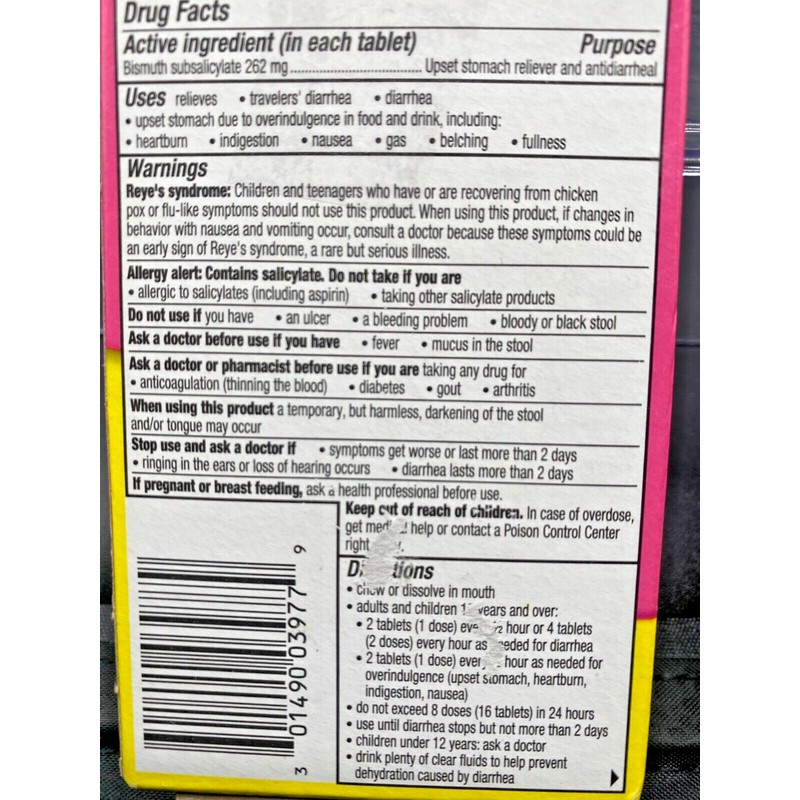 Drug Facts
Active ingredient (in each tablet) Purpose
Bismuth subsalicylate 262 mg........................................ Upset stomach reliever and antidiarrheal
Uses relieves • travelers' diarrhea • diarrhea
• upset stomach due to overindulgence in food and drink, including:
• heartburn • indigestion • nausea • gas • belching • fullness
Warnings
Reye's syndrome: Children and teenagers who have or are recovering from chicken
pox or flu-like symptoms should not use this product. When using this product, if changes in
behavior with nausea and vomiting occur, consult a doctor because these symptoms could be
an early sign of Reye's syndrome, a rare but serious illness.
Allergy alert: Contains salicylate. Do not take if you are
• allergic to salicylates (including aspirin) • taking other salicylate products
Do not use if you have • an ulcer • a bleeding problem • bloody or black stool
Ask a doctor before use if you have • fever • mucus in the stool
Ask a doctor or pharmacist before use if you are taking any drug for
• anticoagulation (thinning the blood) • diabetes • gout • arthritis
When using this product a temporary, but harmless, darkening of the stool
and/or tongue may occur
Stop use and ask a doctor if • symptoms get worse or last more than 2 days
• ringing in the ears or loss of hearing occurs • diarrhea lasts more than 2 days
If pregnant or breast feeding, ask a health professional before use.
Keep out of reach of children. In case of overdose,
get help or contact a Poison Control Center
right
• chew or dissolve in mouth
• adults and children years and over:
• 2 tablets (1 dose) hour or 4 tablets
(2 doses) every hour as needed for diarrhea
• 2 tablets (1 dose) every hour as needed for
overindulgence (upset stomach, heartburn,
indigestion, nausea)
• do not exceed 8 doses (16 tablets) in 24 hours
• use until diarrhea stops but not more than 2 days
• children under 12 years: ask a doctor
• drink plenty of clear fluids to help prevent
dehydration caused by diarrhea
3 01490 03977 9